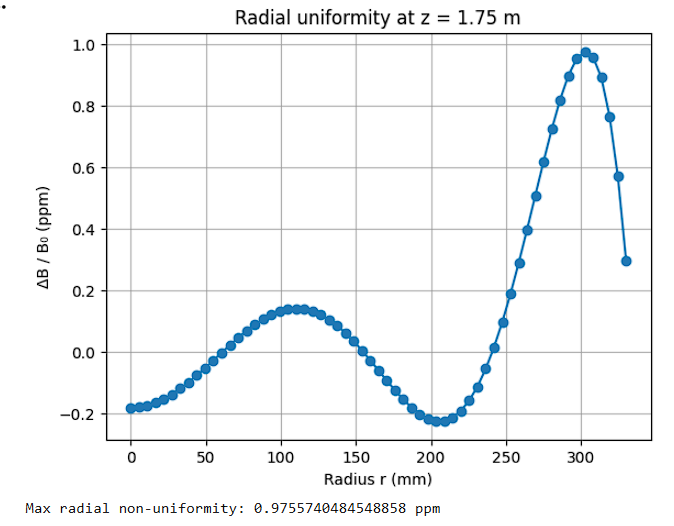 .
Radial uniformity at z = 1.75 m
1.0
0.8
0.6
0.4
0.2
0.0
−0.2
ΔB / B₀ (ppm)
0 50 100 150 200 250 300
Radius r (mm)
Max radial non-uniformity: 0.9755740484548858 ppm